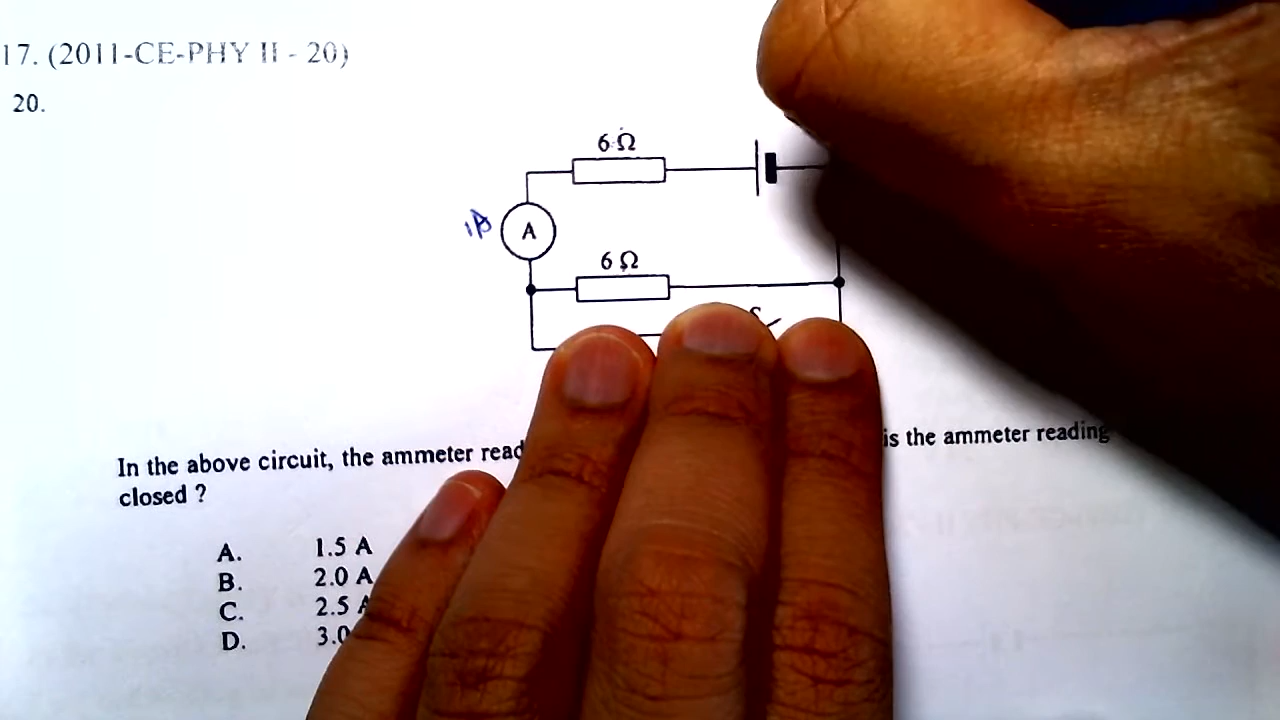 17. (2011-CE-PHY II - 20)
20.
6 Ω
1A
A
6 Ω
S
In the above circuit, the ammeter read
is the ammeter reading
closed ?
A. 1.5 A
B. 2.0 A
C. 2.5 A
D. 3.0